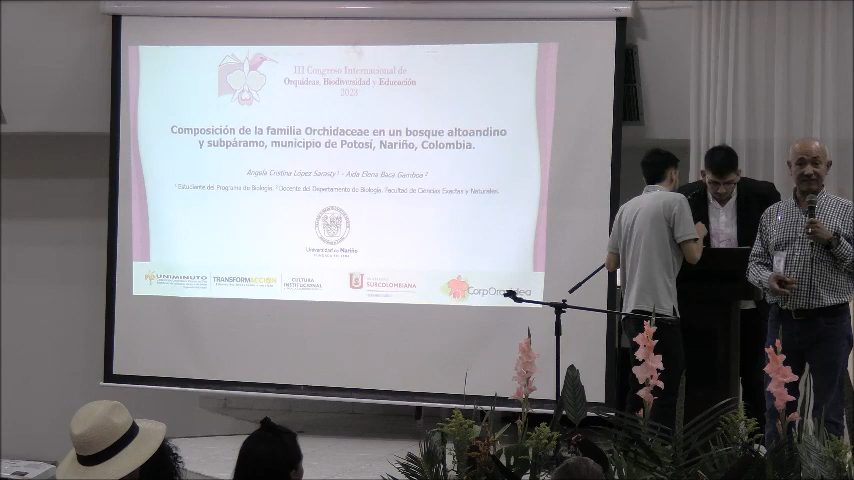 III Congreso Internacional de
Orquídeas, Biodiversidad y Educación
2023
Composición de la familia Orchidaceae en un bosque altoandino
y subpáramo, municipio de Potosí, Nariño, Colombia.
Angela Cristina López Sarasty ¹ - Aida Elena Baca Gamboa ²
¹ Estudiante del Programa de Biología. ² Docente del Departamento de Biología. Facultad de Ciencias Exactas y Naturales.
Universidad de Nariño
UNIMINUTO
TRANSFORMACCIÓN
CULTURA
INSTITUCIONAL
SURCOLOMBIANA
CorpOrquídea